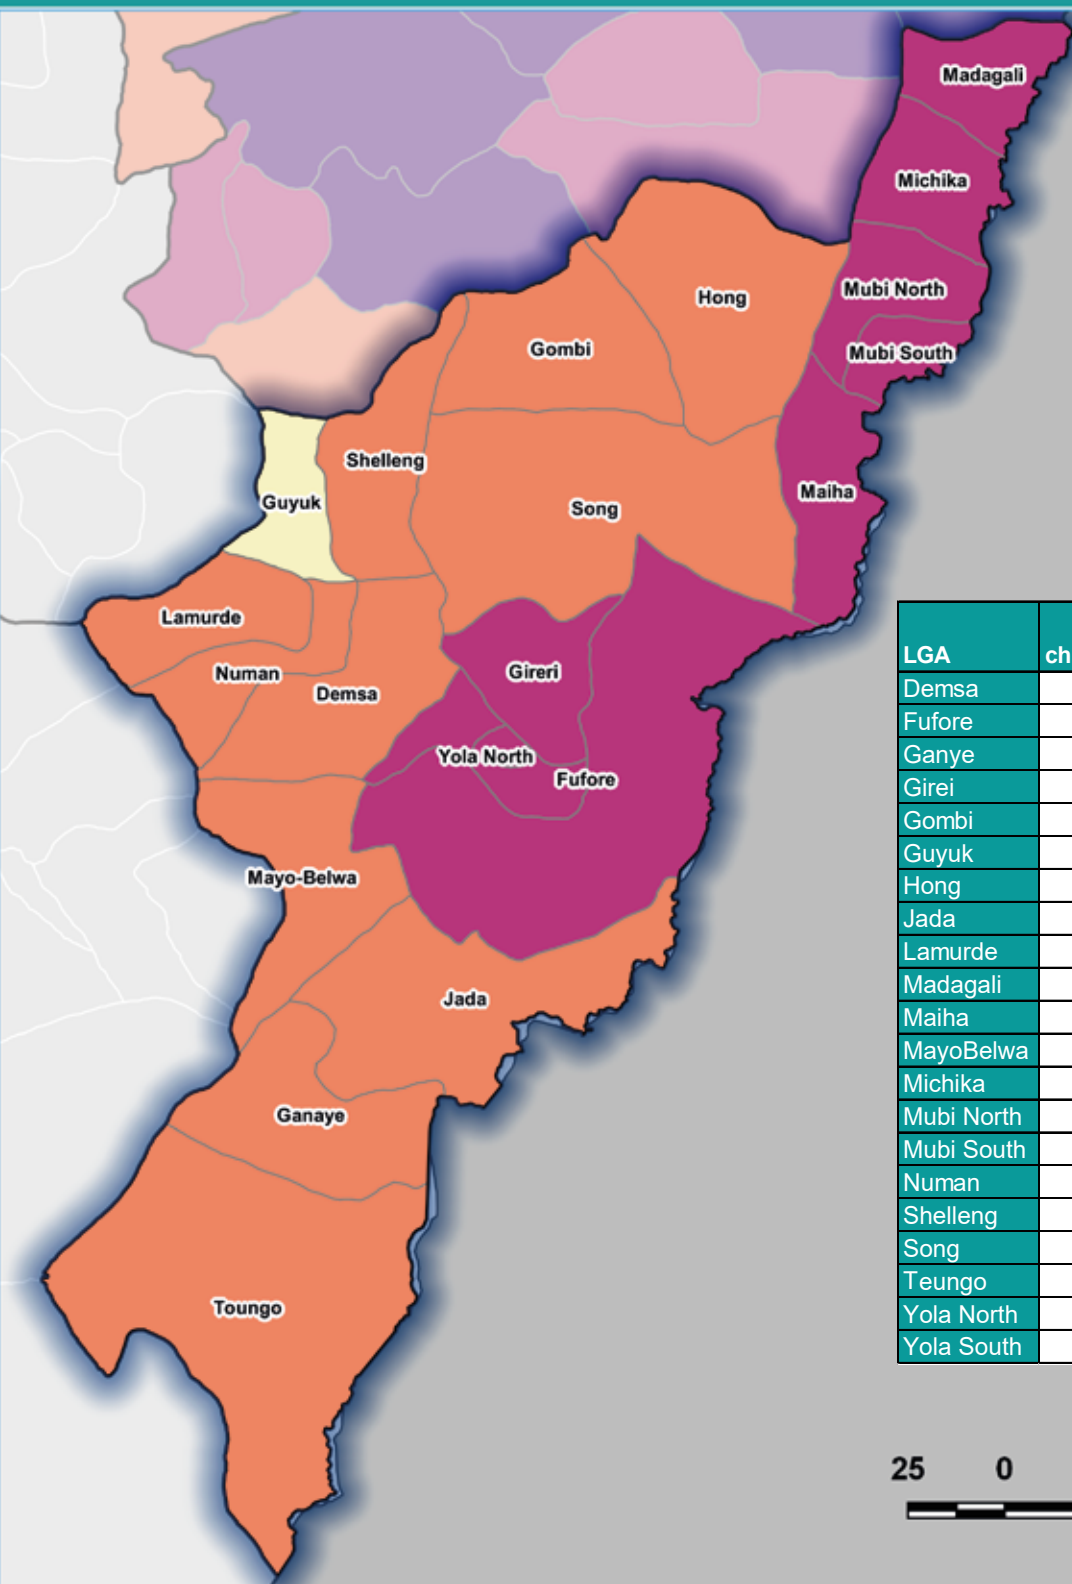 Madagali
Michika
Mubi North
Hong
Gombi
Mubi South
Shelleng
Maiha
Guyuk
Song
Lamurde
Numan
Gireri
Demsa
Yola North
Fufore
Mayo-Belwa
Jada
Ganaye
Toungo
LGA ch
Demsa
Fufore
Ganye
Girei
Gombi
Guyuk
Hong
Jada
Lamurde
Madagali
Maiha
MayoBelwa
Michika
Mubi North
Mubi South
Numan
Shelleng
Song
Teungo
Yola North
Yola South
25 0